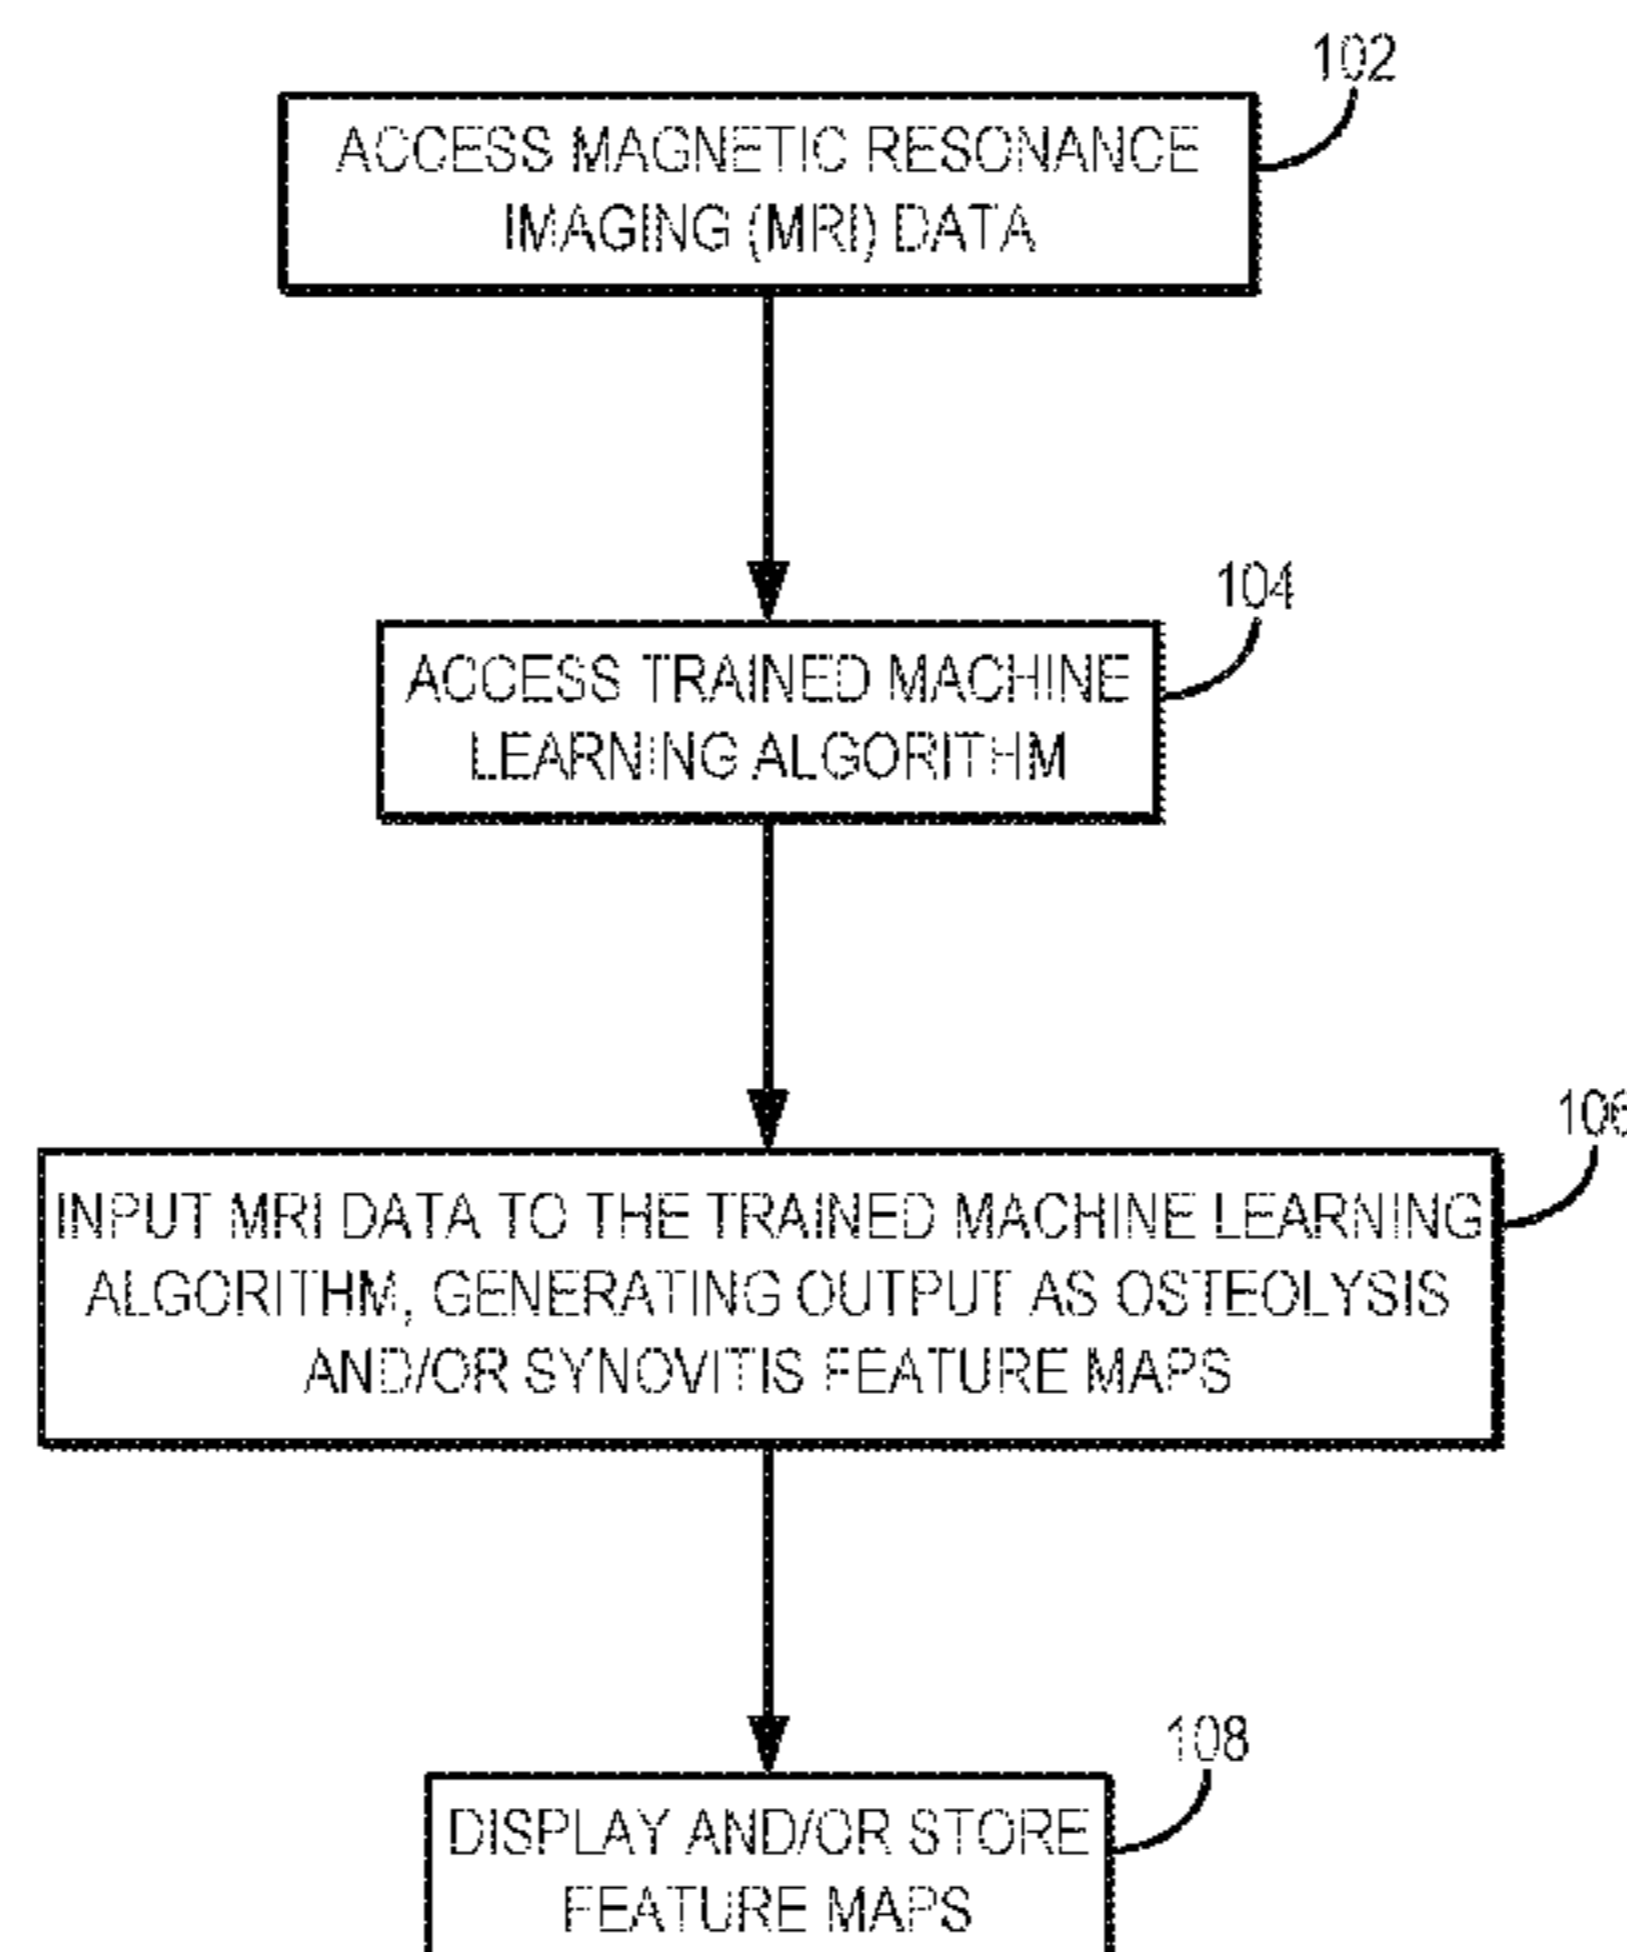 102
ACCESS MAGNETIC RESONANCE
IMAGING (MRI) DATA
104
ACCESS TRAINED MACHINE
LEARNING ALGORITHM
106
INPUT MRI DATA TO THE TRAINED MACHINE LEARNING
ALGORITHM, GENERATING OUTPUT AS OSTEOLYSIS
AND/OR SYNOVITIS FEATURE MAPS
108
DISPLAY AND/OR STORE
FEATURE MAPS